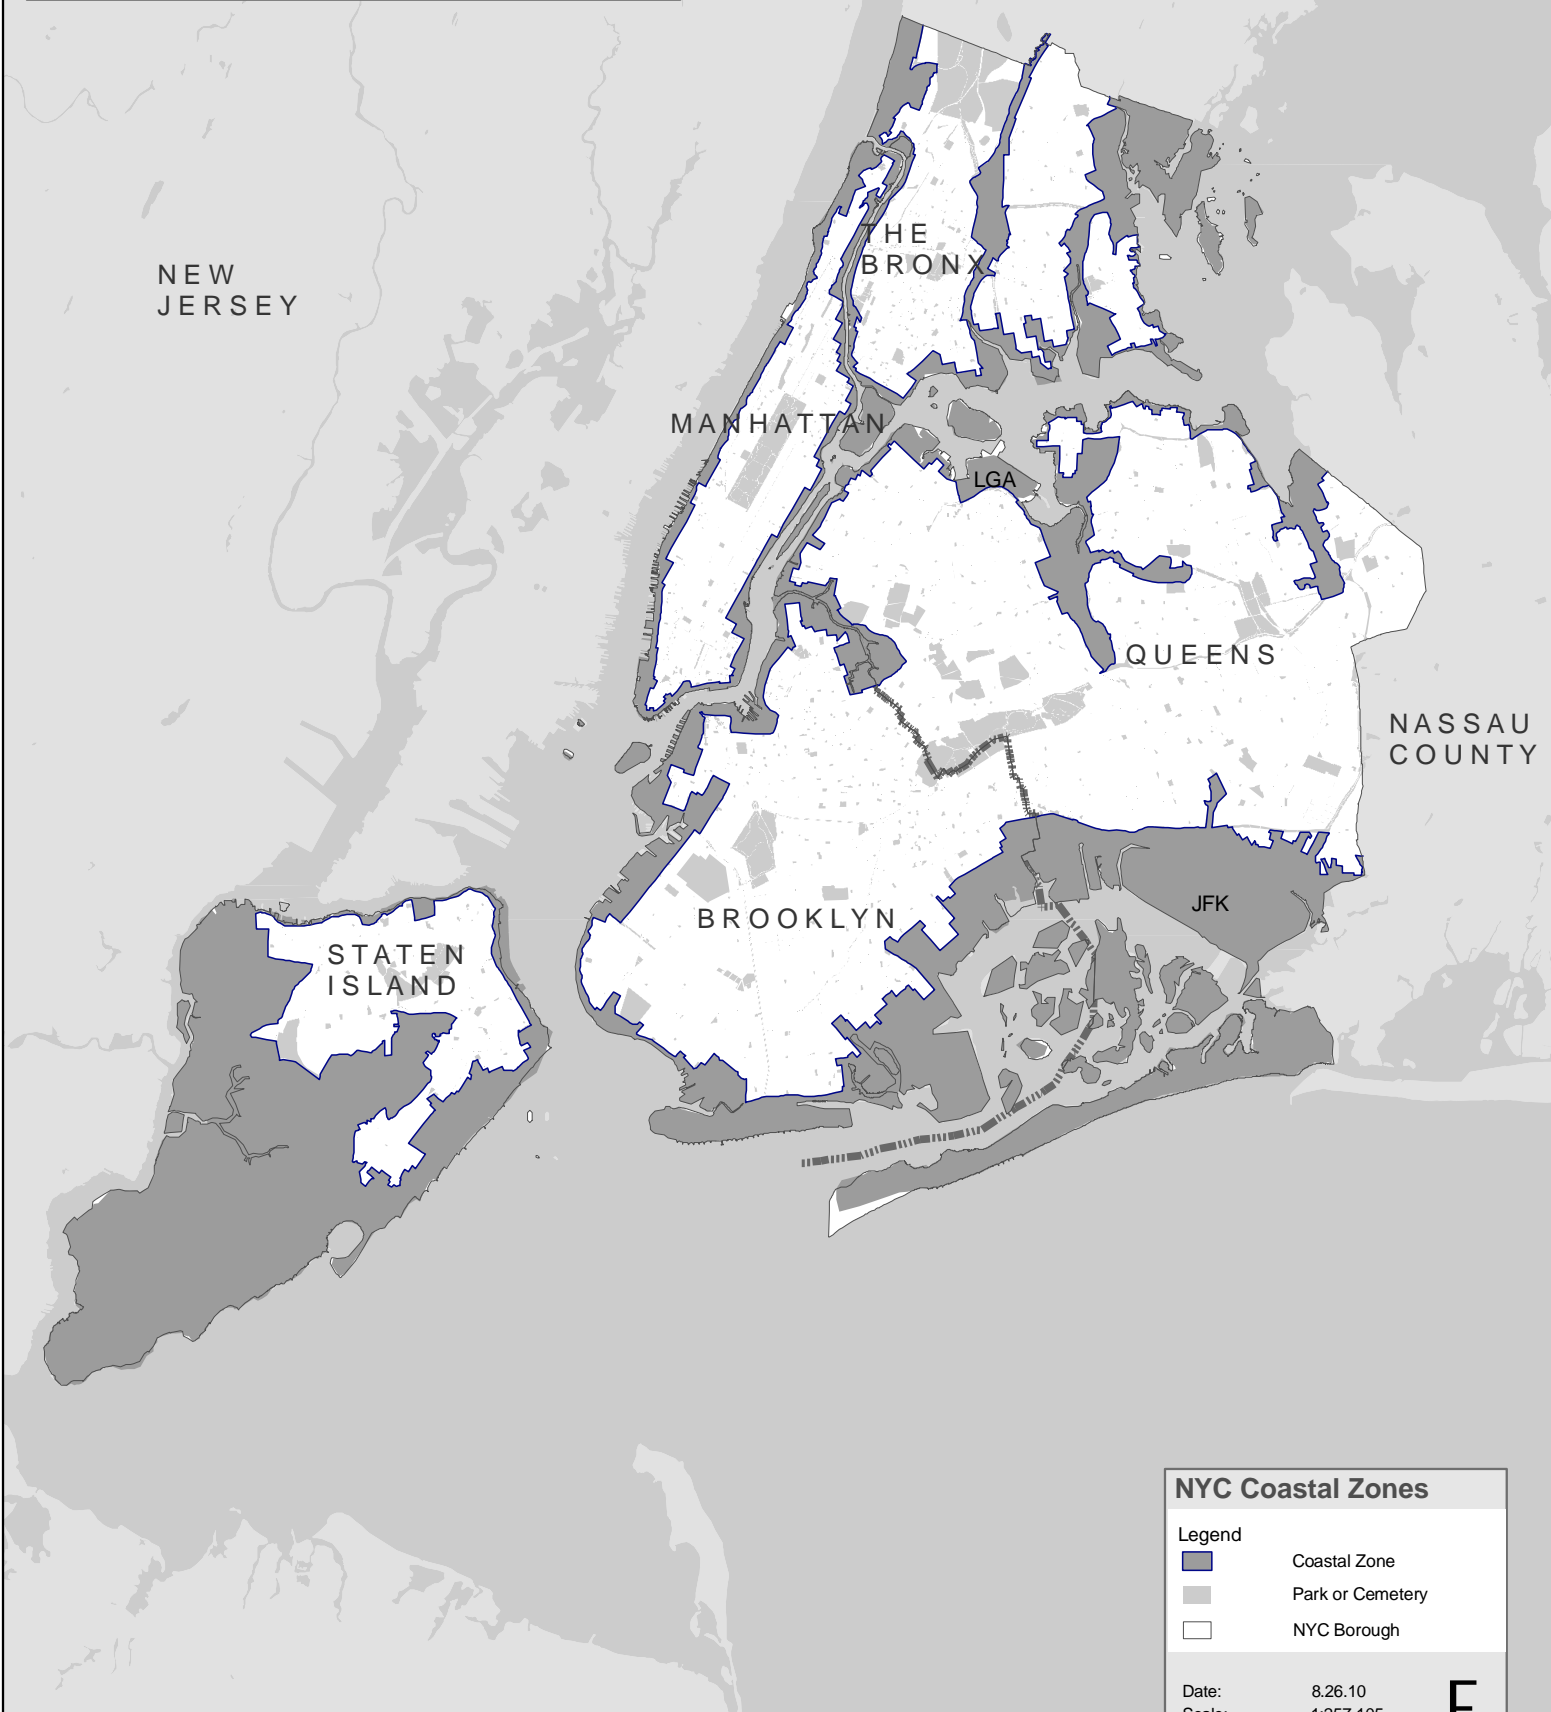 THE
BRONX
NEW
JERSEY
MANHATTAN
LGA
QUEENS
NASSAU
COUNTY
JFK
BROOKLYN
STATEN
ISLAND
NYC Coastal Zones
Legend
Coastal Zone
Park or Cemetery
NYC Borough
Date: 8.26.10
F